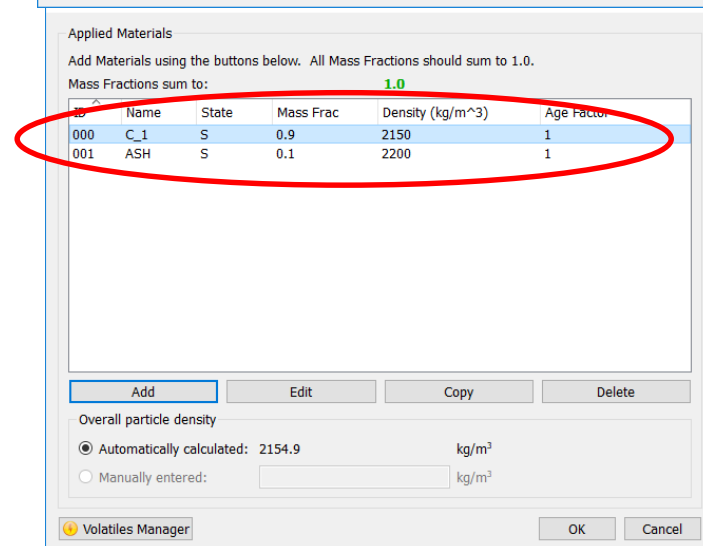 Applied Materials
Add Materials using the buttons below. All Mass Fractions should sum to 1.0.
Mass Fractions sum to: 1.0
ID Name State Mass Frac Density (kg/m^3) Age Factor
000 C_1 S 0.9 2150 1
001 ASH S 0.1 2200 1
Add Edit Copy Delete
Overall particle density
Automatically calculated: 2154.9 kg/m³
Manually entered: kg/m³
Volatiles Manager OK Cancel